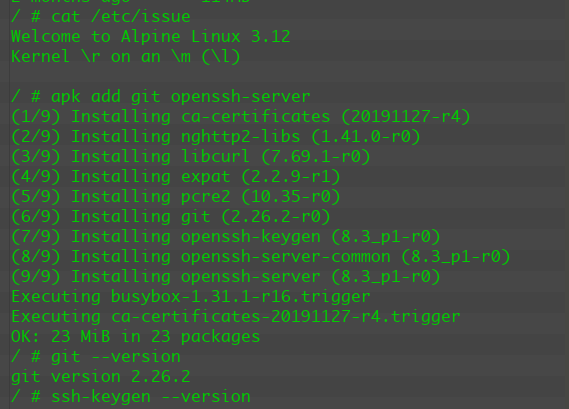 / # cat /etc/issue
Welcome to Alpine Linux 3.12
Kernel \r on an \m (\l)
/ # apk add git openssh-server
(1/9) Installing ca-certificates (20191127-r4)
(2/9) Installing nghttp2-libs (1.41.0-r0)
(3/9) Installing libcurl (7.69.1-r0)
(4/9) Installing expat (2.2.9-r1)
(5/9) Installing pcre2 (10.35-r0)
(6/9) Installing git (2.26.2-r0)
(7/9) Installing openssh-keygen (8.3_p1-r0)
(8/9) Installing openssh-server-common (8.3_p1-r0)
(9/9) Installing openssh-server (8.3_p1-r0)
Executing busybox-1.31.1-r16.trigger
Executing ca-certificates-20191127-r4.trigger
OK: 23 MiB in 23 packages
/ # git --version
git version 2.26.2
/ # ssh-keygen --version